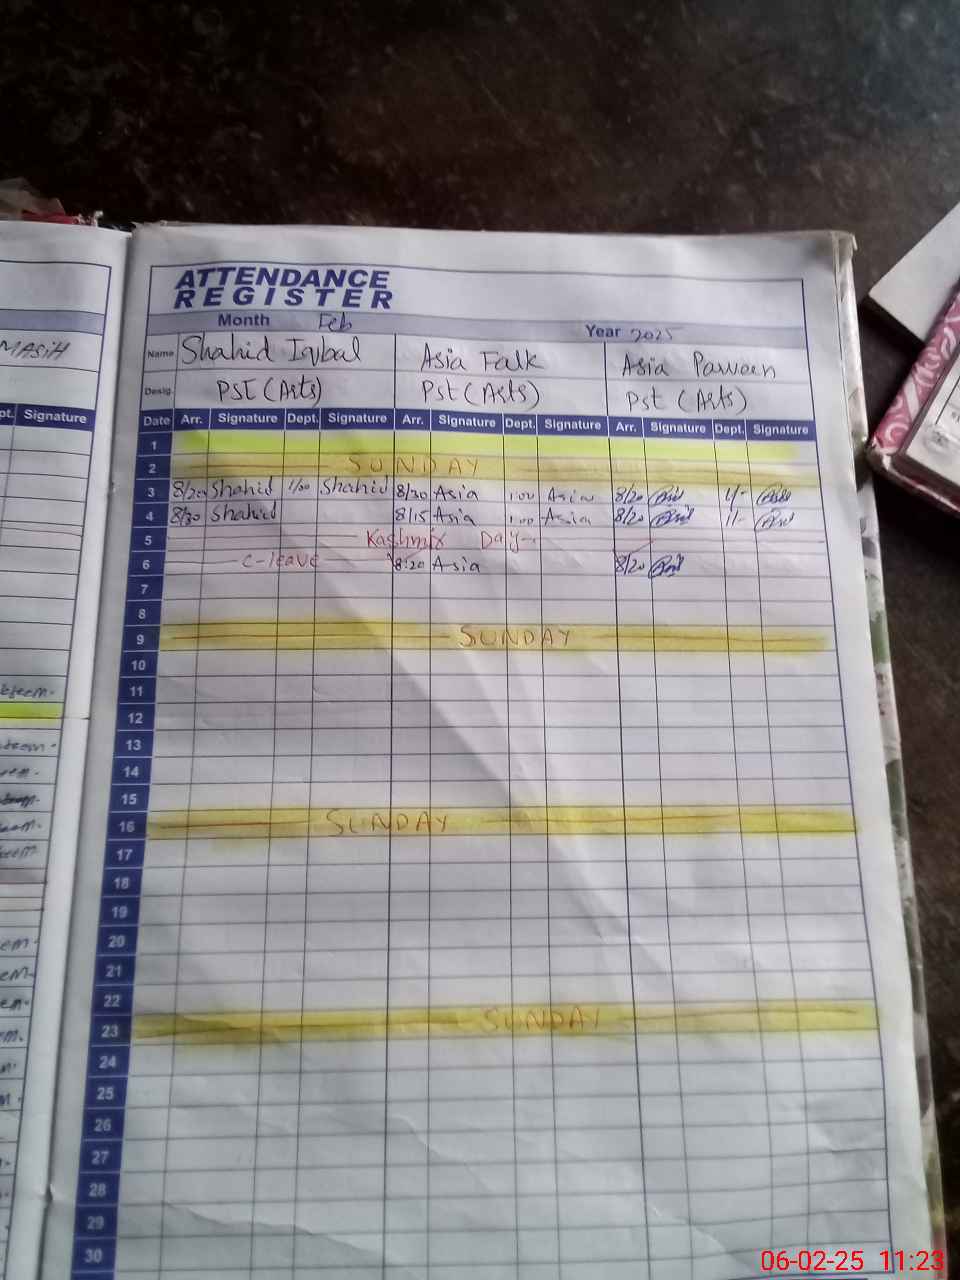 ATTENDANCE
REGISTER
Month Feb Year 2025
MASIH
Name Shahid Iqbal Asia Falk Asia Parveen
Desig. PST (Arts) Pst (Arts) Pst (Arts)
pt. Signature
Date Arr. Signature Dept. Signature Arr. Signature Dept. Signature Arr. Signature Dept. Signature
1
2 SUNDAY
3 8/20 Shahid 1/00 Shahid 8/30 Asia 1:00 Asia 8/20 1/-
4 8/30 Shahid 8/15 Asia 1:00 Asia 8/20 1/-
5 Kashmir Day
6 C-leave 8:20 Asia 8/20
7
8
9 SUNDAY
10
11
12
13
14
15
16 SUNDAY
17
18
19
20
21
22
23 SUNDAY
24
25
26
27
28
29
30
06-02-25 11:23